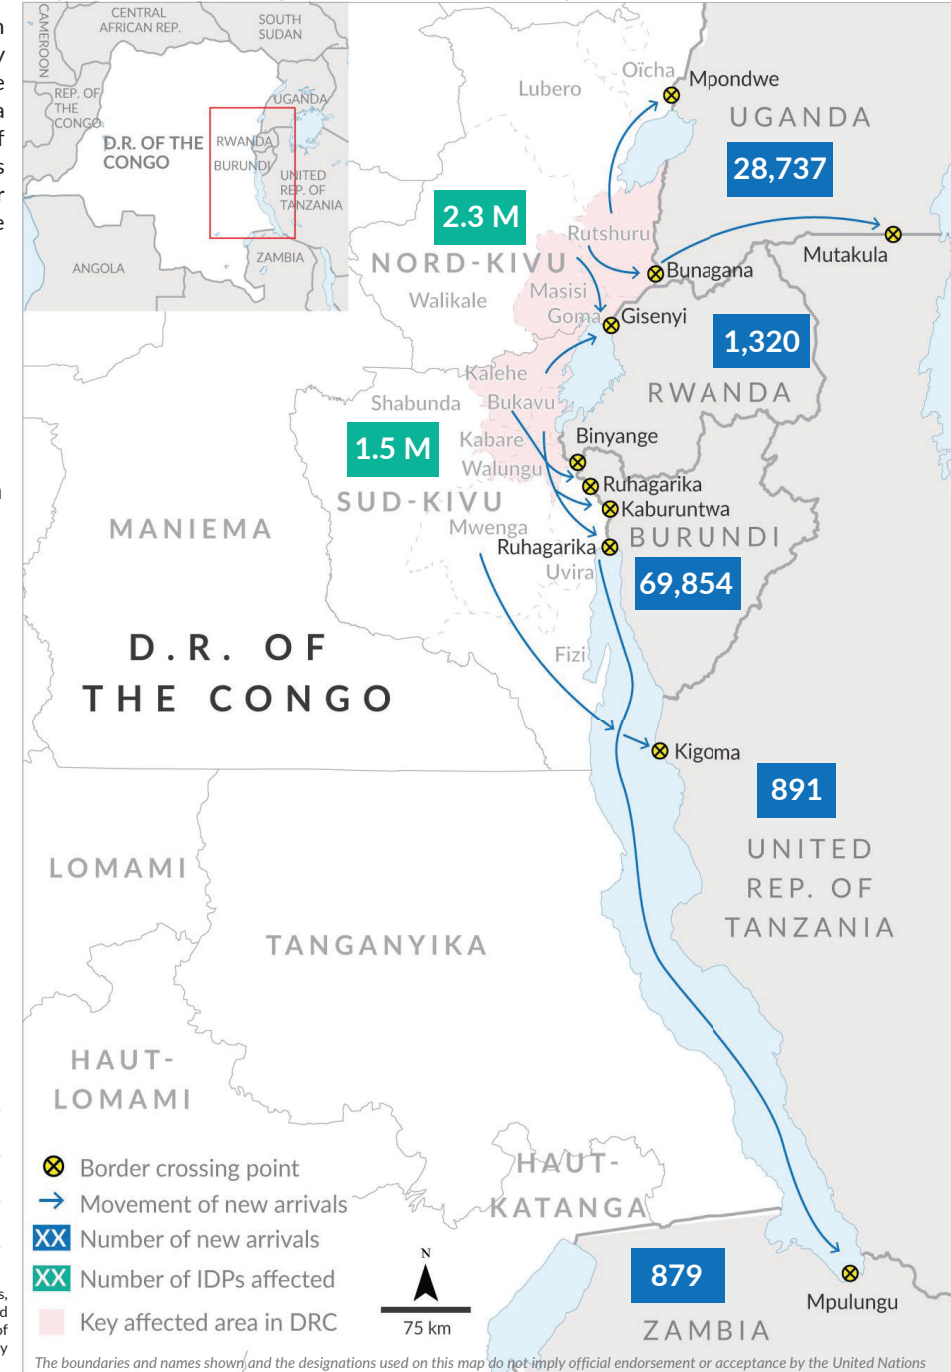 CAMEROON
CENTRAL
AFRICAN REP.
SOUTH
SUDAN
REP. OF
THE
CONGO
UGANDA
D.R. OF THE
CONGO
RWANDA
BURUNDI
UNITED
REP. OF
TANZANIA
ANGOLA
ZAMBIA
Oïcha
Mpondwe
Lubero
UGANDA
28,737
2.3 M
Rutshuru
Mutakula
NORD-KIVU
Bunagana
Masisi
Walikale
Goma
Gisenyi
1,320
Kalehe
RWANDA
Shabunda
Bukavu
Binyange
Kabare
1.5 M
Walungu
Ruhagarika
SUD-KIVU
Kaburuntwa
MANIEMA
Mwenga
BURUNDI
Ruhagarika
Uvira
69,854
D.R. OF
THE CONGO
Fizi
Kigoma
891
UNITED
REP. OF
TANZANIA
LOMAMI
TANGANYIKA
HAUT-
LOMAMI
HAUT-
KATANGA
Border crossing point
Movement of new arrivals
XX Number of new arrivals
XX Number of IDPs affected
Key affected area in DRC
N
75 km
879
Mpulungu
ZAMBIA
The boundaries and names shown and the designations used on this map do not imply official endorsement or acceptance by the United Nations